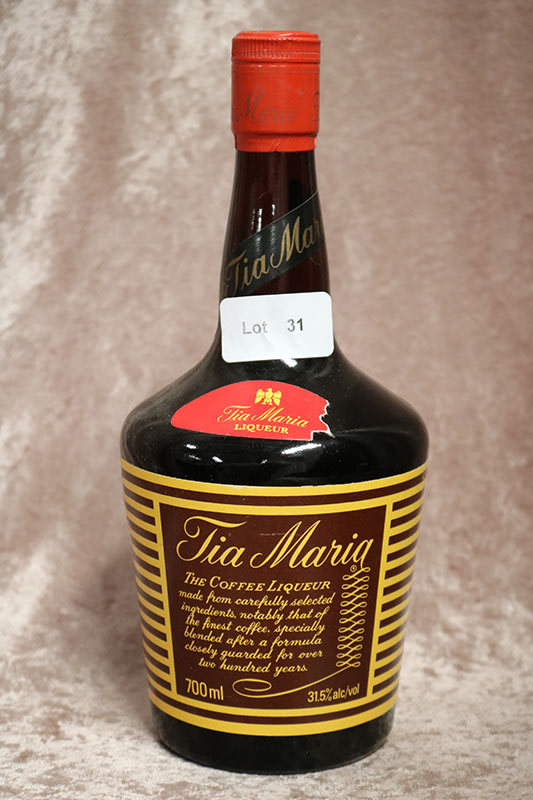 Maria
Tia Mar
Lot 31
Tia Maria
LIQUEUR
Tia Maria
®
THE COFFEE LIQUEUR
made from carefully selected
ingredients, notably that of
the finest coffee, specially
blended after a formula
closely guarded for over
two hundred years.
700ml
31.5% alc/vol